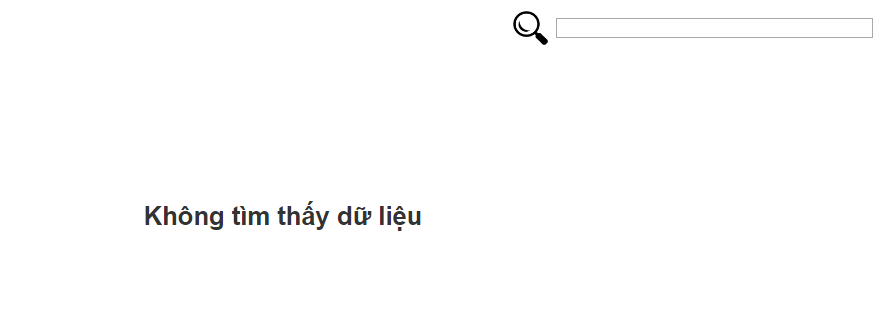 Không tìm thấy dữ liệu